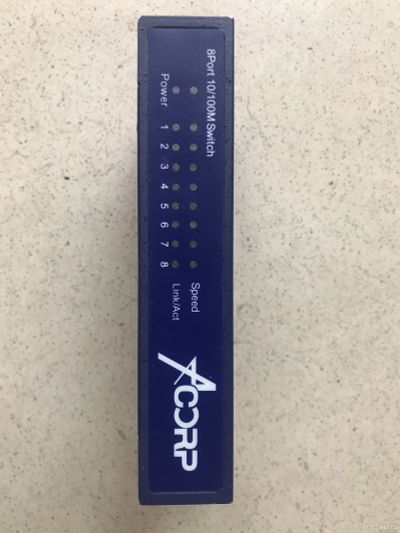 8Port 10/100M Switch
Speed
Power 1 2 3 4 5 6 7 8 Link/Act
ACORP